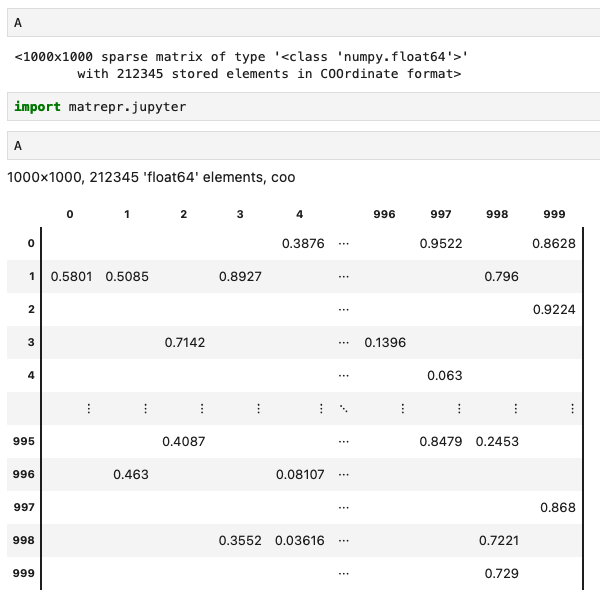 A
<1000x1000 sparse matrix of type '<class 'numpy.float64'>'
with 212345 stored elements in COOrdinate format>
import matrepr.jupyter
A
1000×1000, 212345 'float64' elements, coo
0 1 2 3 4 996 997 998 999
0 0.3876 ⋯ 0.9522 0.8628
1 0.5801 0.5085 0.8927 ⋯ 0.796
2 ⋯ 0.9224
3 0.7142 ⋯ 0.1396
4 ⋯ 0.063
⋮ ⋮ ⋮ ⋮ ⋮ ⋱ ⋮ ⋮ ⋮ ⋮
995 0.4087 ⋯ 0.8479 0.2453
996 0.463 0.08107 ⋯
997 ⋯ 0.868
998 0.3552 0.03616 ⋯ 0.7221
999 ⋯ 0.729